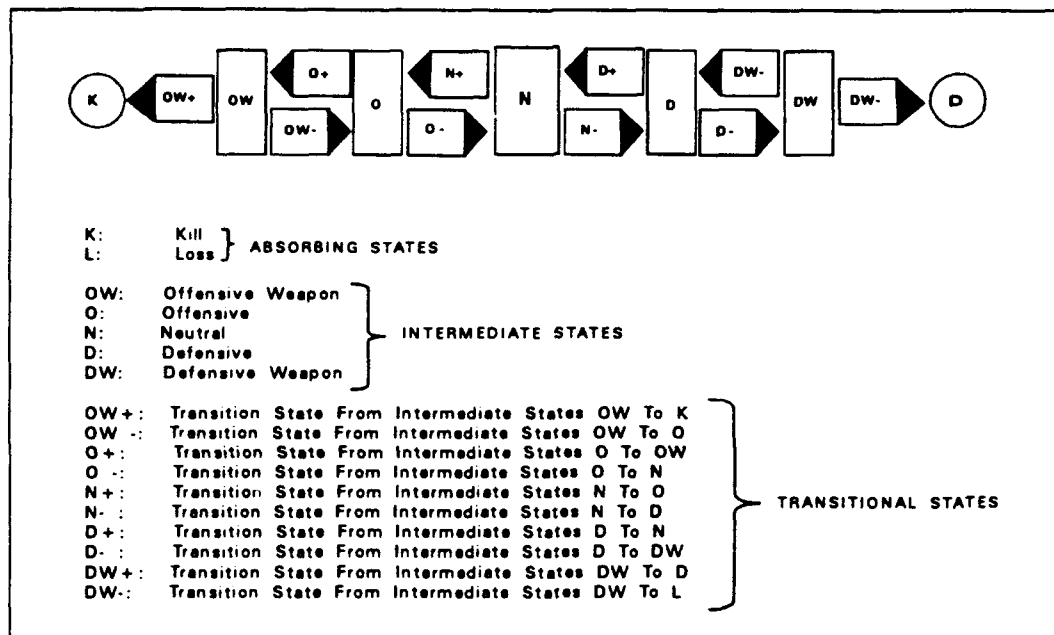 K OW+ OW O+ OW- O N+ O - N D+ N- D DW- D- DW DW- D
K: Kill
L: Loss
ABSORBING STATES
OW: Offensive Weapon
O: Offensive
N: Neutral
D: Defensive
DW: Defensive Weapon
INTERMEDIATE STATES
OW+: Transition State From Intermediate States OW To K
OW -: Transition State From Intermediate States OW To O
O+: Transition State From Intermediate States O To OW
O -: Transition State From Intermediate States O To N
N+: Transition State From Intermediate States N To O
N- : Transition State From Intermediate States N To D
D+: Transition State From Intermediate States D To N
D- : Transition State From Intermediate States D To DW
DW+: Transition State From Intermediate States DW To D
DW-: Transition State From Intermediate States DW To L
TRANSITIONAL STATES